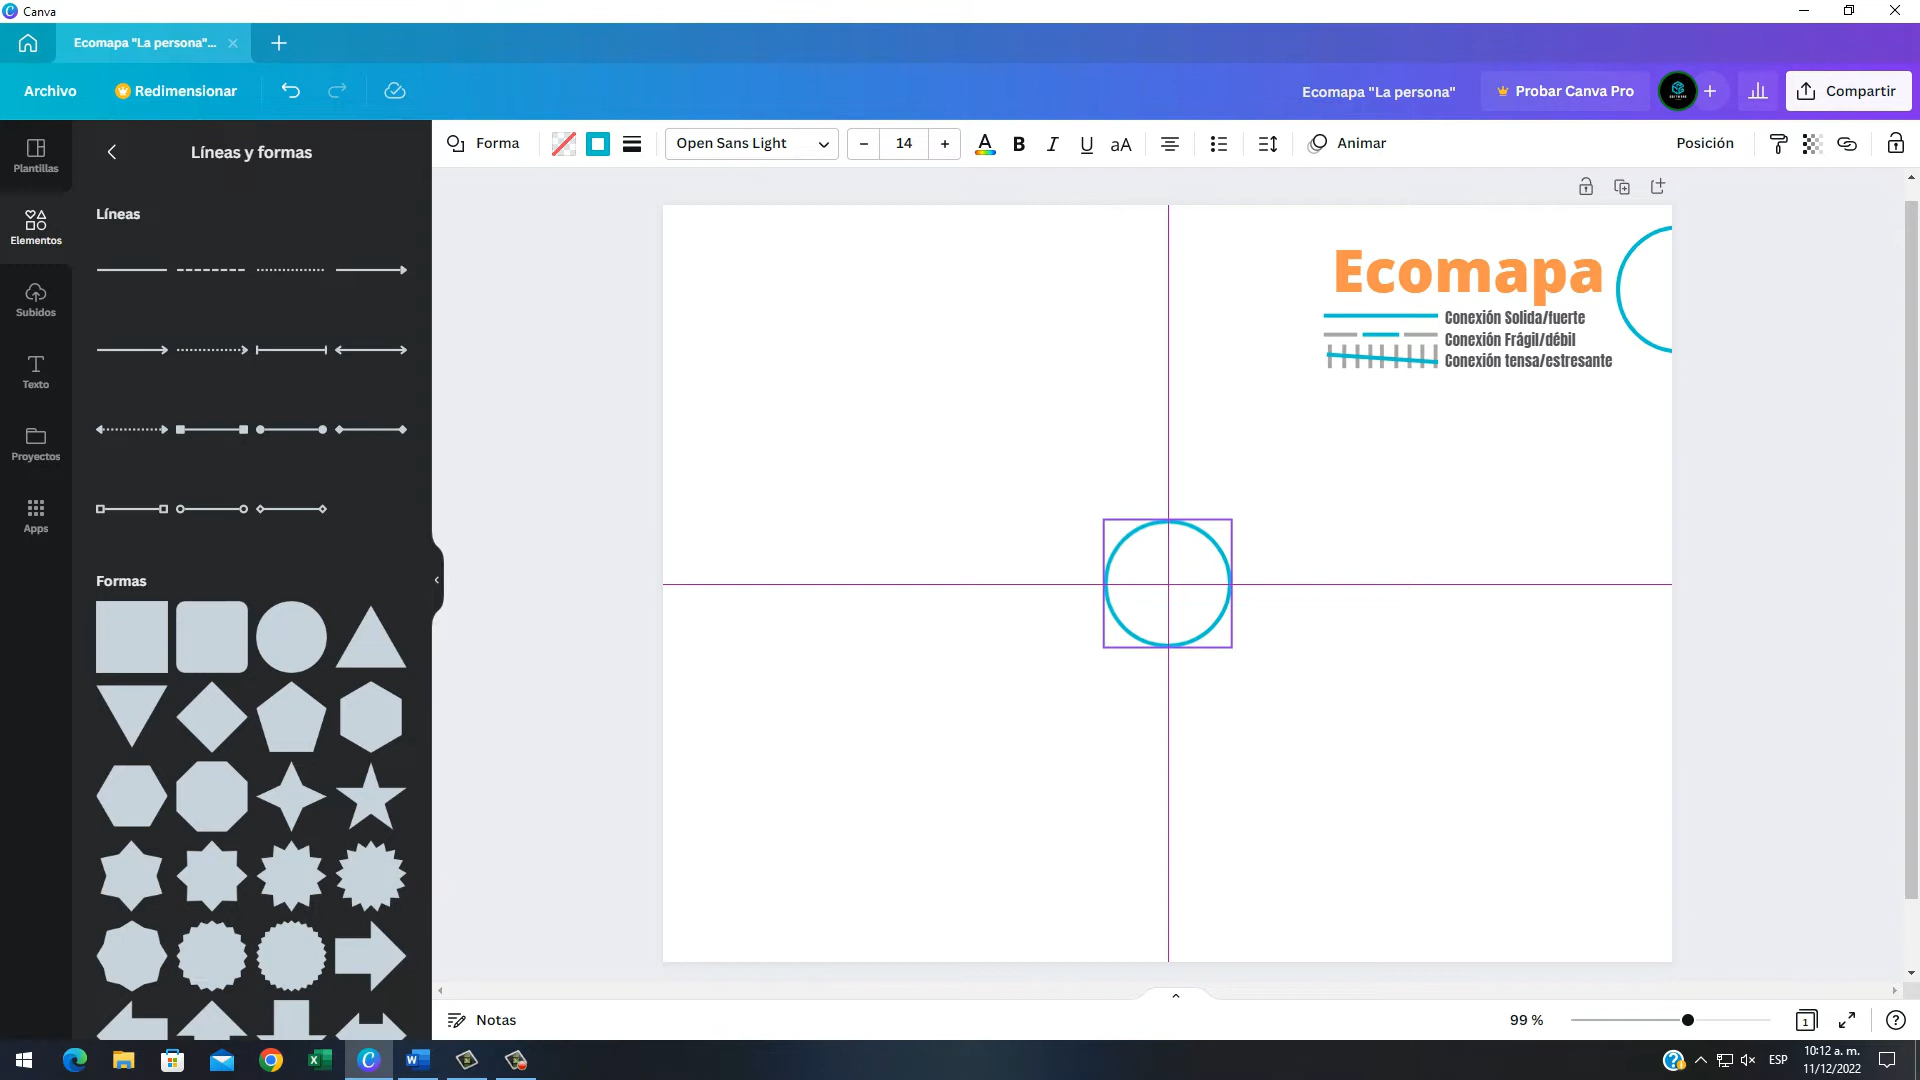 Canva
Ecomapa "La persona"...
Archivo
Redimensionar
Ecomapa "La persona"
Probar Canva Pro
Compartir
Plantillas
Elementos
Subidos
Texto
Proyectos
Apps
Líneas y formas
Líneas
Formas
Forma
Open Sans Light
14
A
B
I
U
aA
Animar
Posición
Ecomapa
Conexión Solida/fuerte
Conexión Frágil/débil
Conexión tensa/estresante
Notas
99 %
1
ESP
10:12 a. m.
11/12/2022